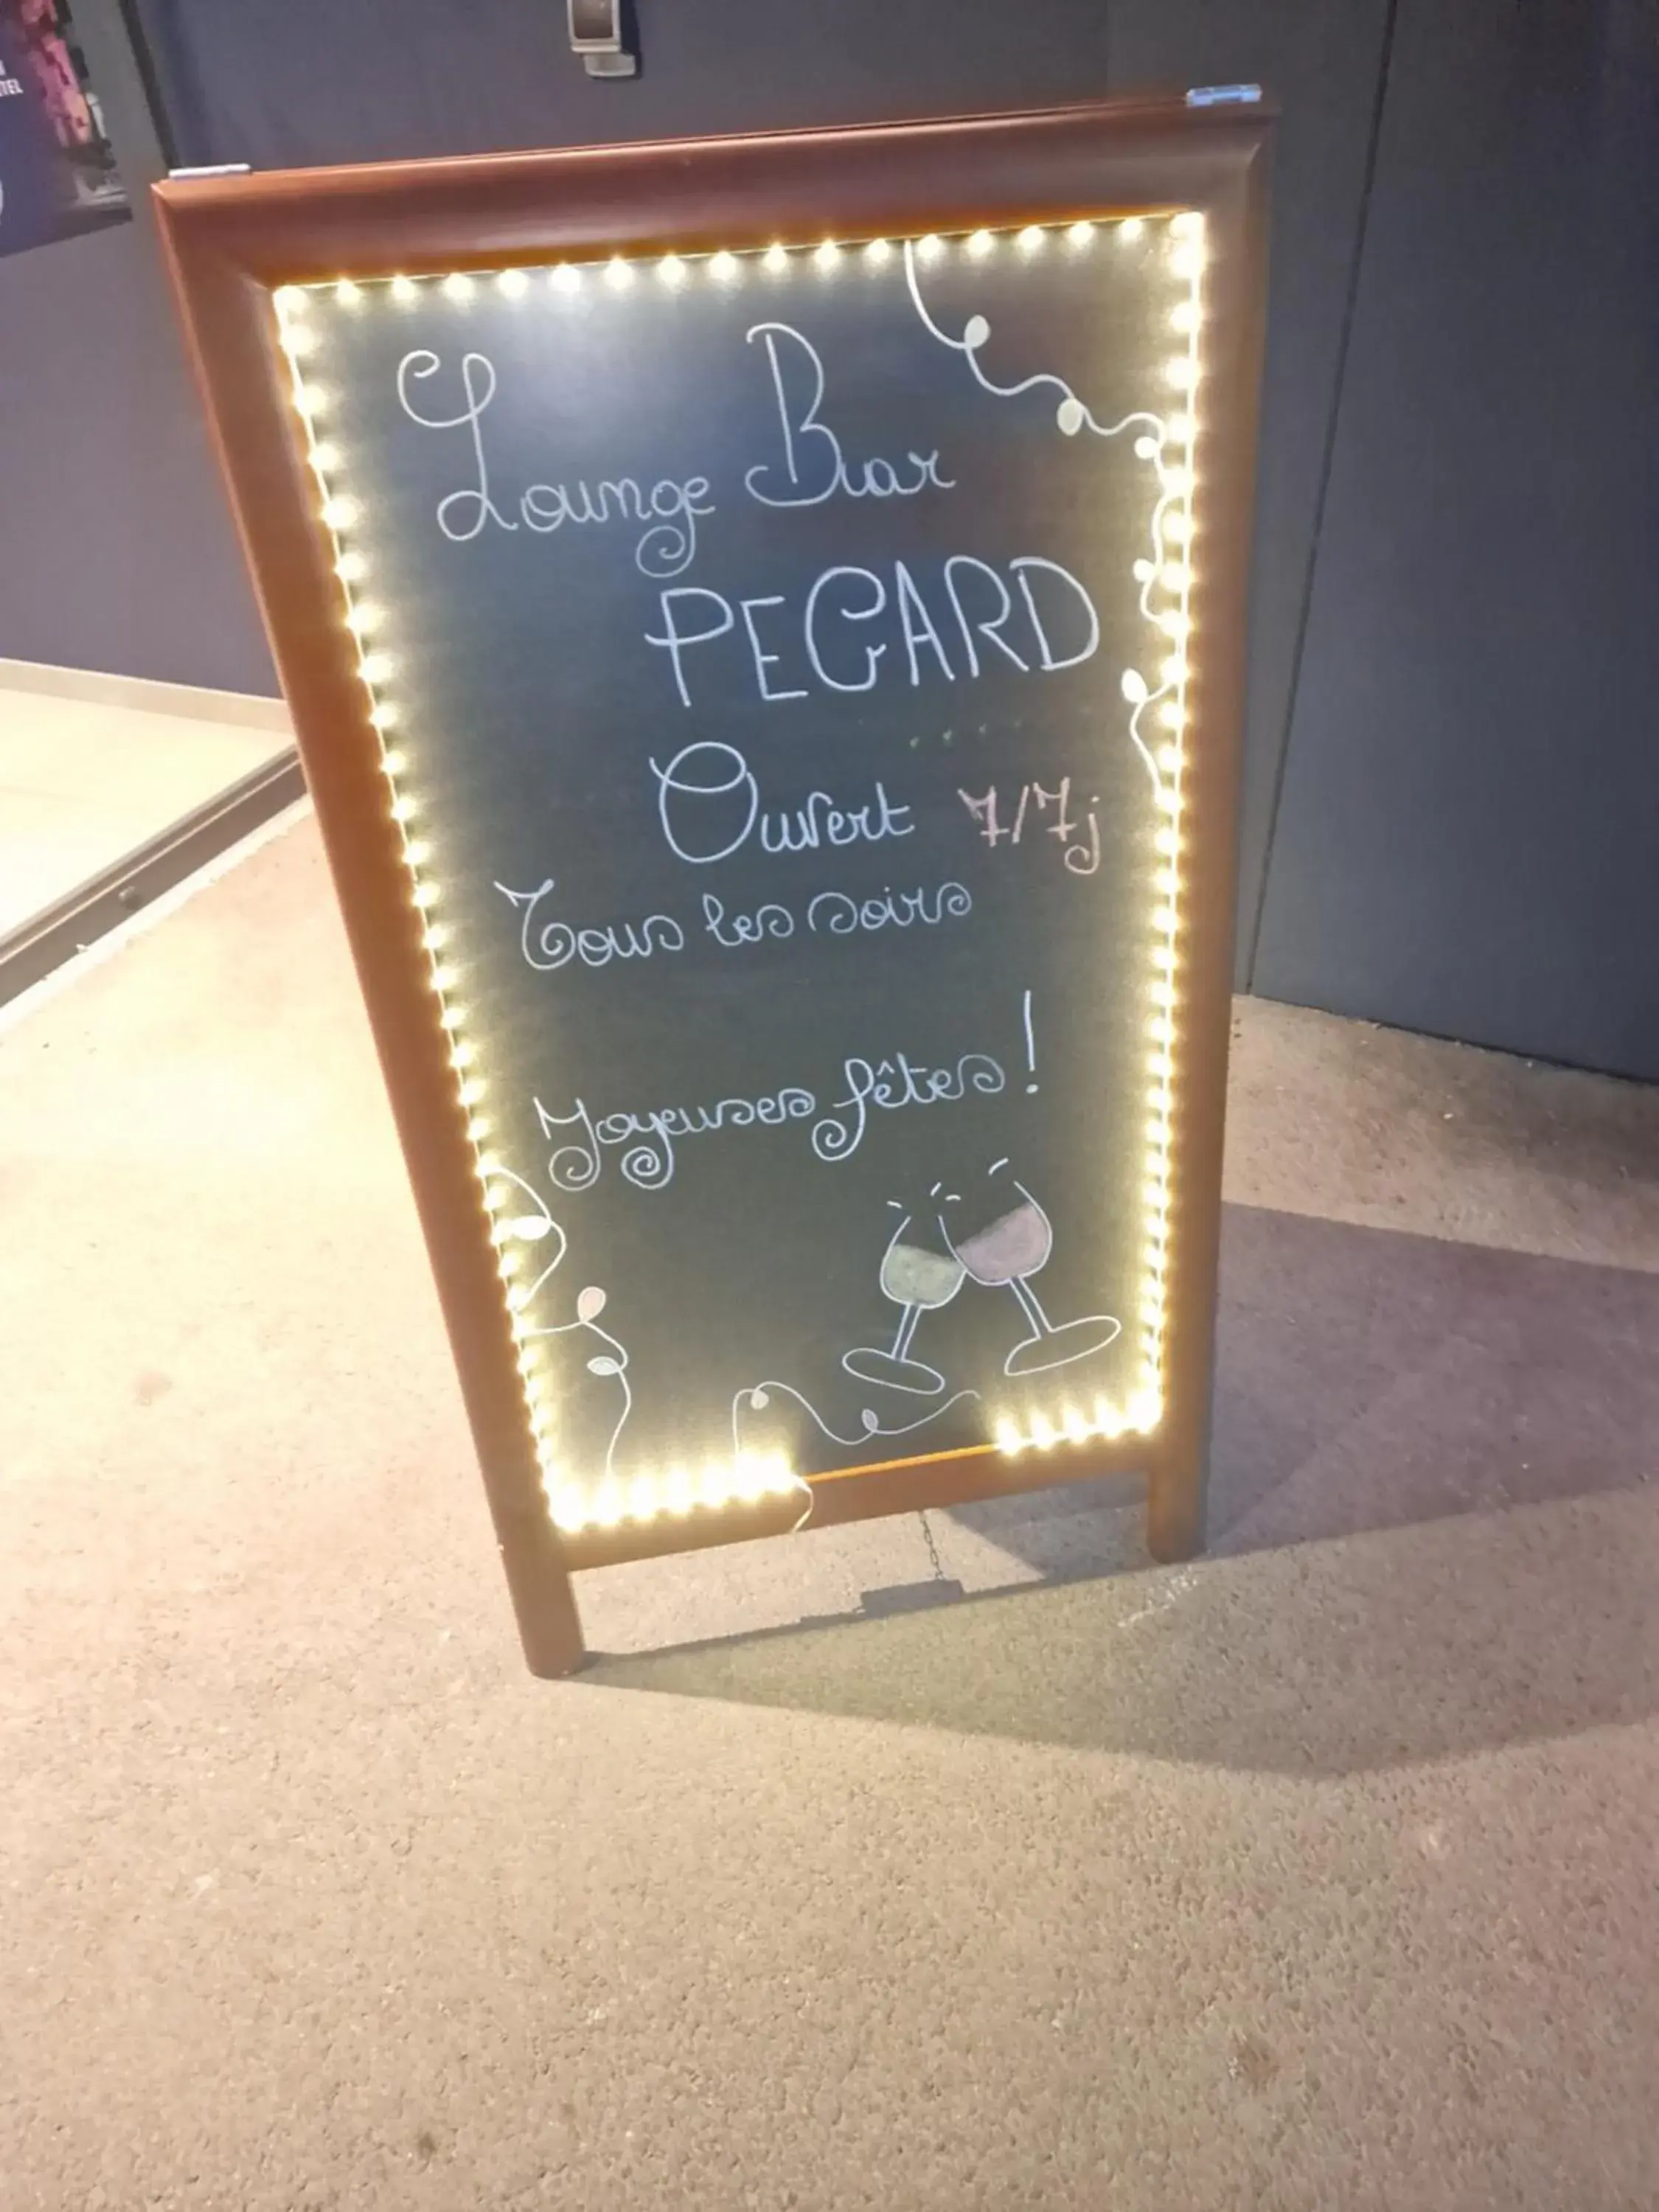 Lounge Bar
PEGARD
Ouvert 7/7j
Tous les soirs
Joyeuses fêtes !